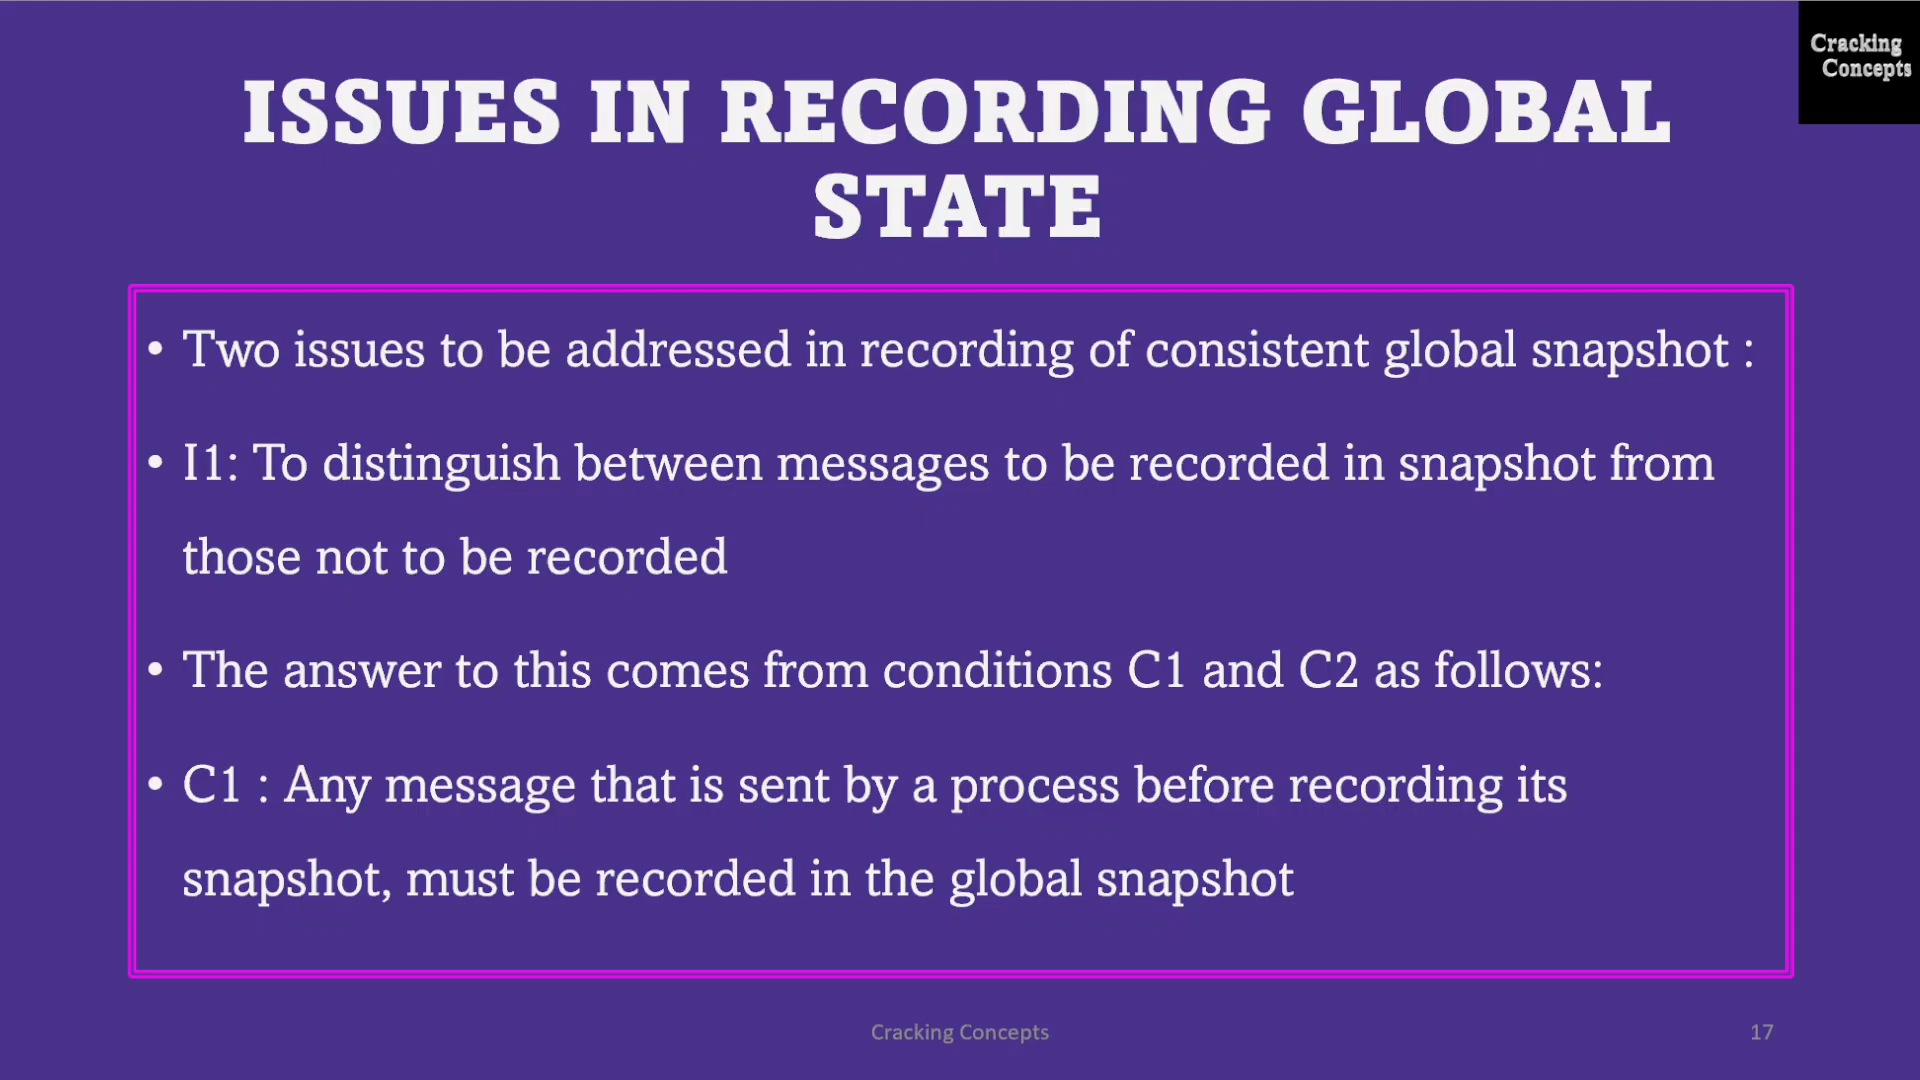 Cracking
Concepts
ISSUES IN RECORDING GLOBAL
STATE
• Two issues to be addressed in recording of consistent global snapshot :
• I1: To distinguish between messages to be recorded in snapshot from
those not to be recorded
• The answer to this comes from conditions C1 and C2 as follows:
• C1 : Any message that is sent by a process before recording its
snapshot, must be recorded in the global snapshot
Cracking Concepts
17